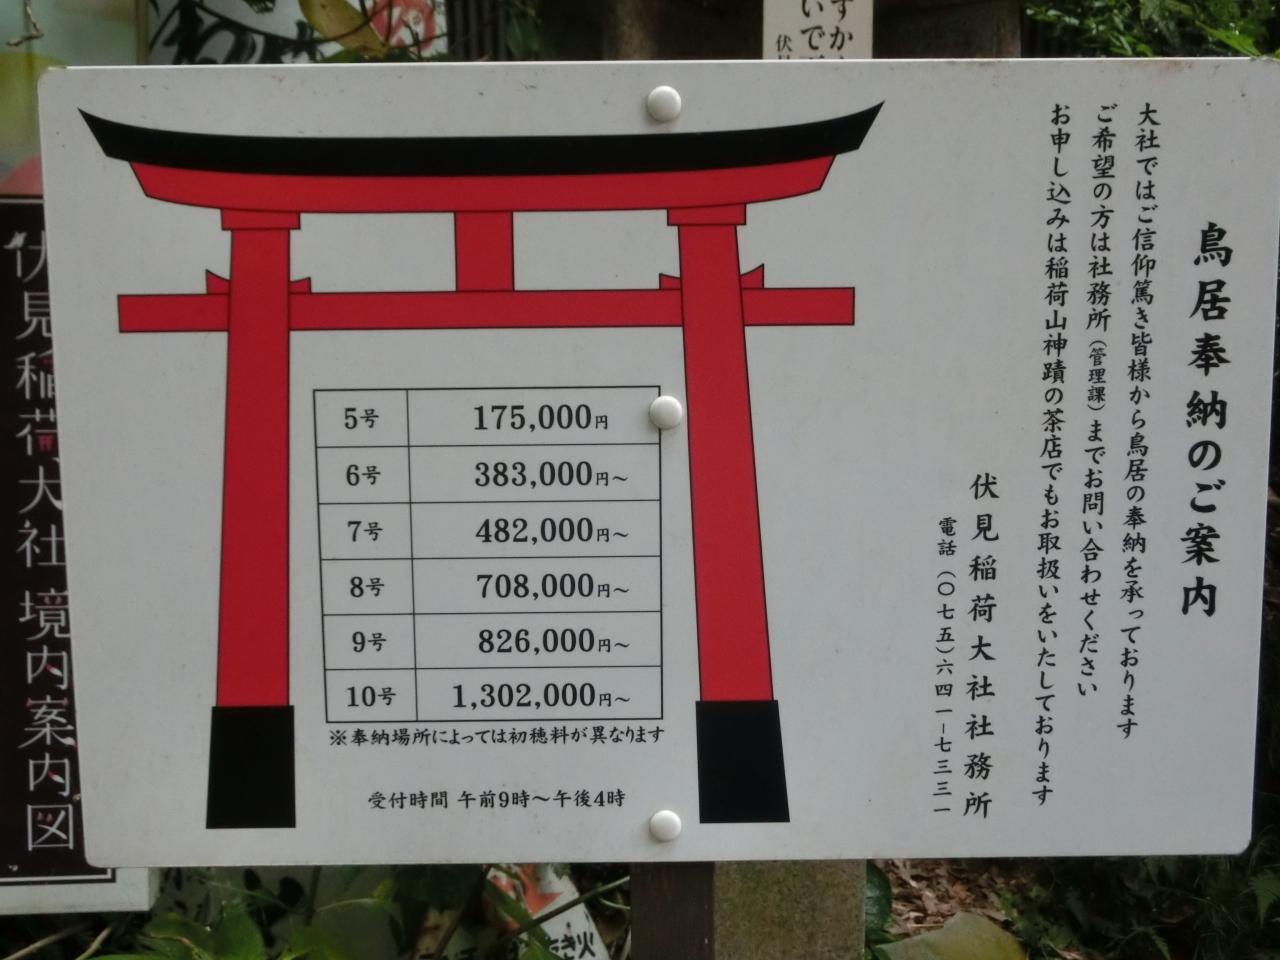 鳥居奉納のご案内
大社ではご信仰篤き皆様から鳥居の奉納を承っております
ご希望の方は社務所(管理課)までお問い合わせください
お申し込みは稲荷山神蹟の茶店でもお取扱いをいたしております
伏見稲荷大社社務所
電話(〇七五)六四一-七三三一
5号 175,000円
6号 383,000円～
7号 482,000円～
8号 708,000円～
9号 826,000円～
10号 1,302,000円～
※奉納場所によっては初穂料が異なります
受付時間 午前9時～午後4時
伏見稲荷大社 境内案内図